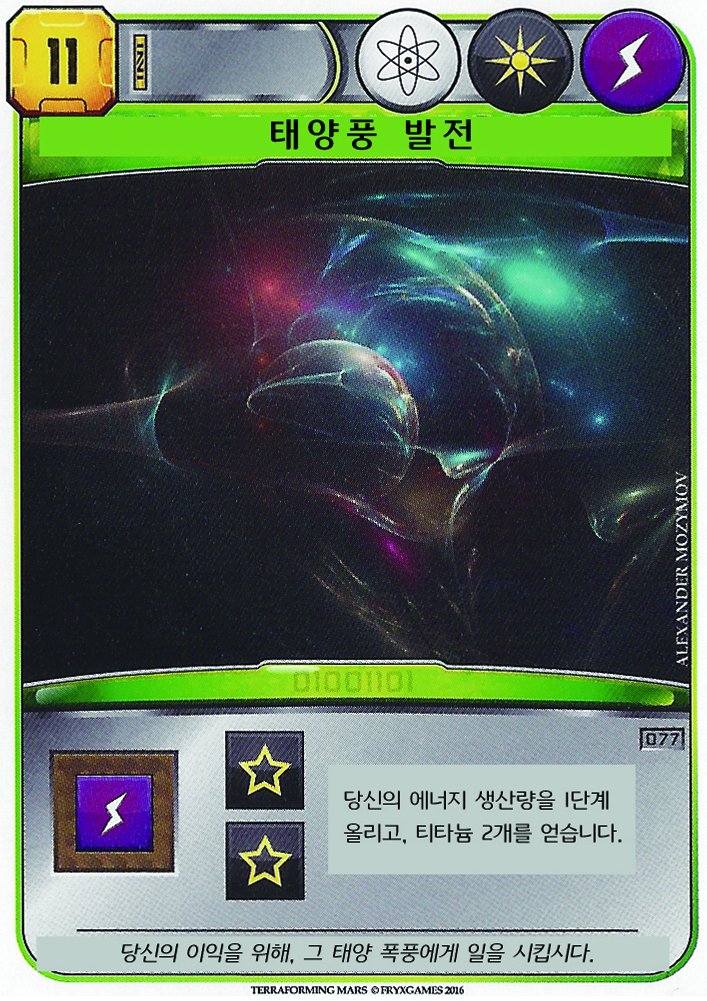 11
INIT
태양풍 발전
ALEXANDER MOZYMOV
01001101
077
당신의 에너지 생산량을 1단계
올리고, 티타늄 2개를 얻습니다.
당신의 이익을 위해, 그 태양 폭풍에게 일을 시킵시다.
TERRAFORMING MARS © FRYXGAMES 2016